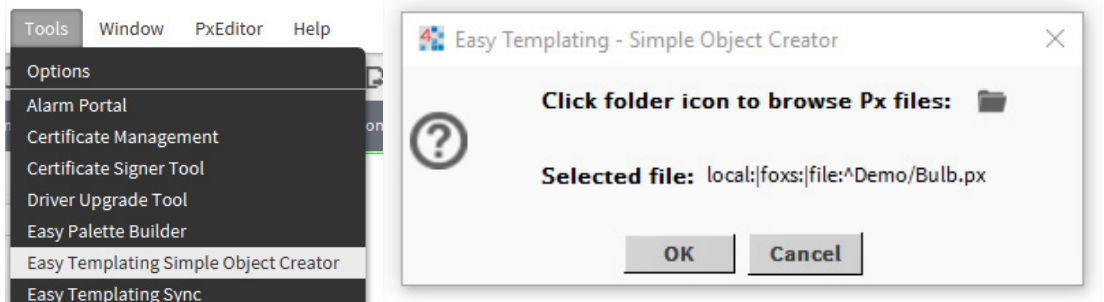 Tools Window PxEditor Help
Options
Alarm Portal
Certificate Management
Certificate Signer Tool
Driver Upgrade Tool
Easy Palette Builder
Easy Templating Simple Object Creator
Easy Templating Sync
Easy Templating - Simple Object Creator
Click folder icon to browse Px files:
Selected file: local:|foxs:|file:^Demo/Bulb.px
OK Cancel